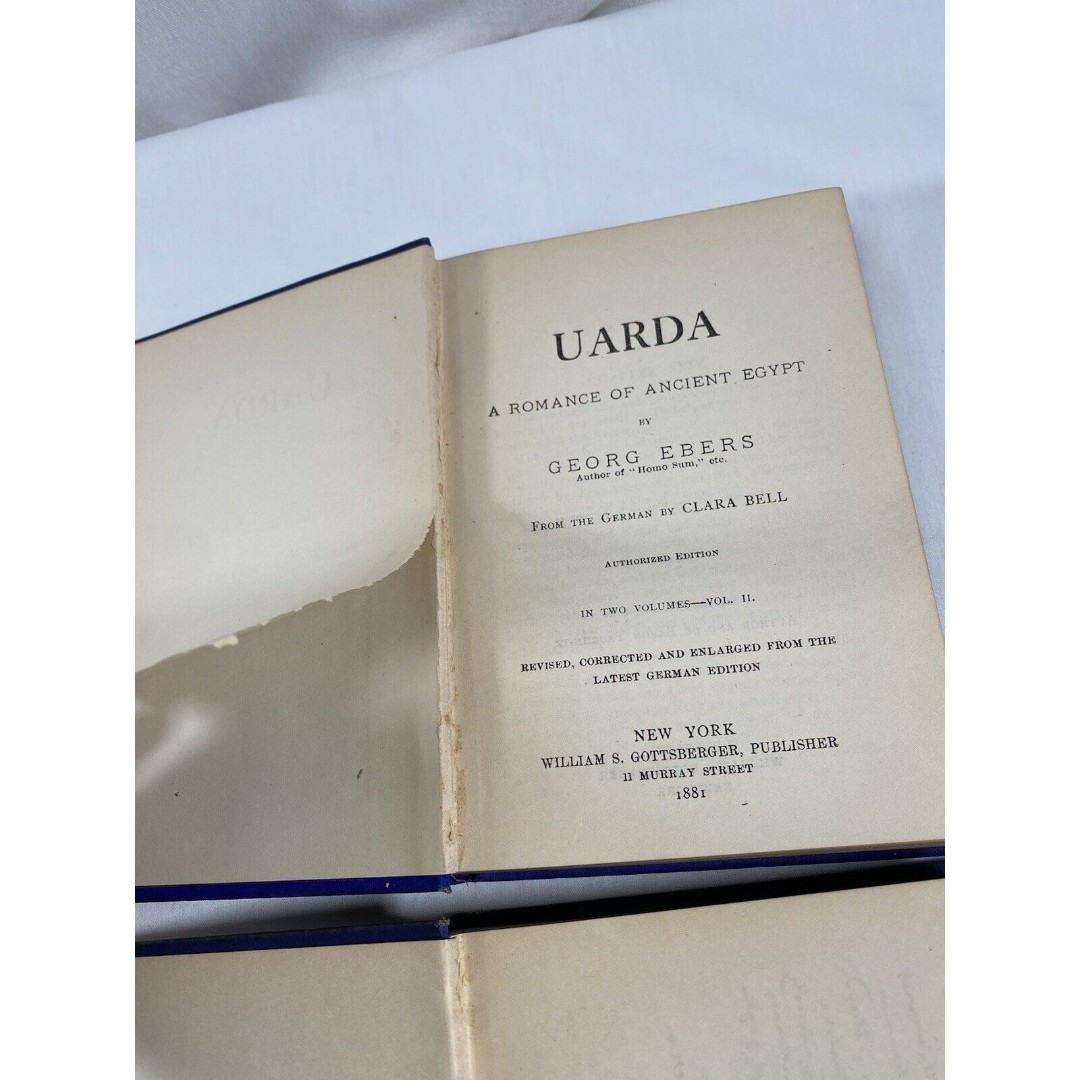 UARDA
A ROMANCE OF ANCIENT EGYPT
BY
GEORG EBERS
Author of "Homo Sum," etc.
FROM THE GERMAN BY CLARA BELL
AUTHORIZED EDITION
IN TWO VOLUMES—VOL. II.
REVISED, CORRECTED AND ENLARGED FROM THE
LATEST GERMAN EDITION
NEW YORK
WILLIAM S. GOTTSBERGER, PUBLISHER
11 MURRAY STREET
1881